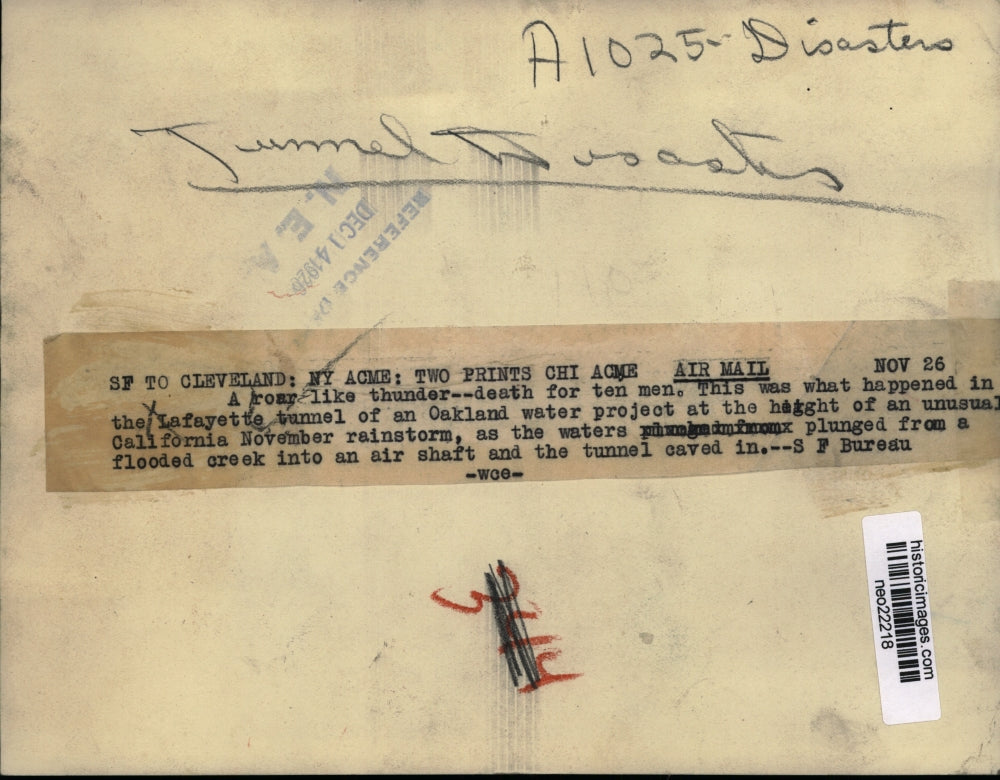 A1025- Disasters
Tunnel Disasters
N. E A
REFERENCE D
DEC 14 1926
SF TO CLEVELAND: NY ACME: TWO PRINTS CHI ACME AIR MAIL NOV 26
A roar like thunder--death for ten men. This was what happened in
the Lafayette tunnel of an Oakland water project at the height of an unusual
California November rainstorm, as the waters plunged from a
flooded creek into an air shaft and the tunnel caved in.--S F Bureau
-wce-
historicimages.com
neo22218